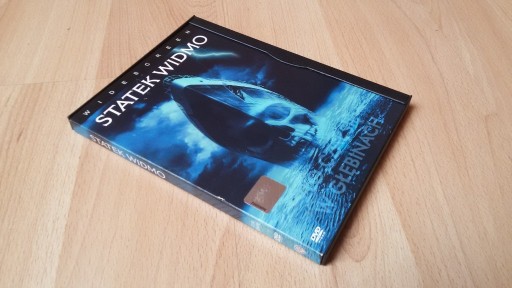 WIDESCREEN
STATEK WIDMO
W GŁĘBINACH
STATEK WIDMO
DVD